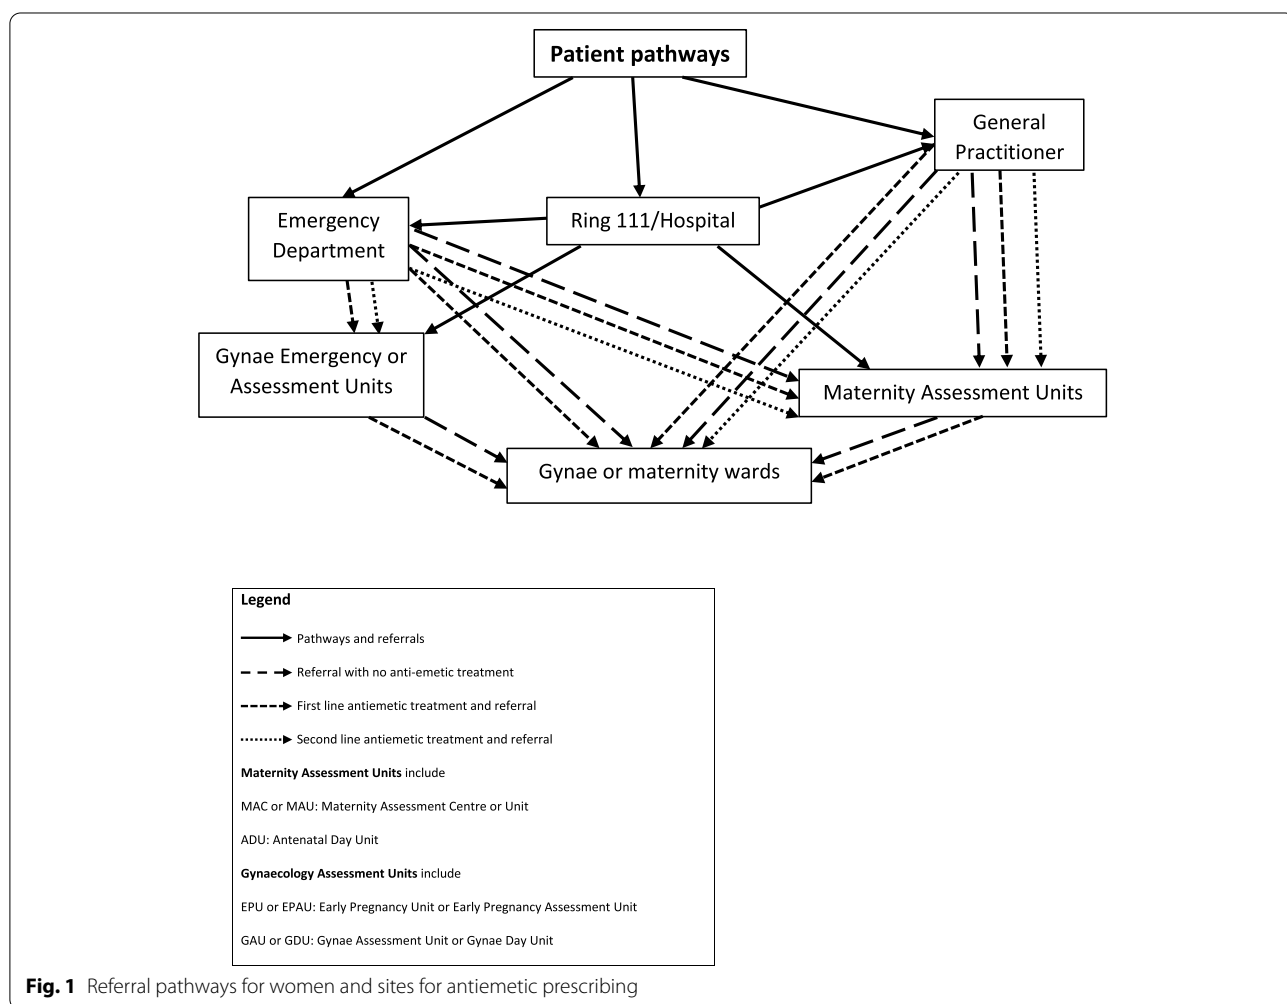 Patient pathways
General
Practitioner
Emergency
Department
Ring 111/Hospital
Gynae Emergency or
Assessment Units
Maternity Assessment Units
Gynae or maternity wards
Legend
Pathways and referrals
Referral with no anti-emetic treatment
First line antiemetic treatment and referral
Second line antiemetic treatment and referral
Maternity Assessment Units include
MAC or MAU: Maternity Assessment Centre or Unit
ADU: Antenatal Day Unit
Gynaecology Assessment Units include
EPU or EPAU: Early Pregnancy Unit or Early Pregnancy Assessment Unit
GAU or GDU: Gynae Assessment Unit or Gynae Day Unit
Fig. 1 Referral pathways for women and sites for antiemetic prescribing